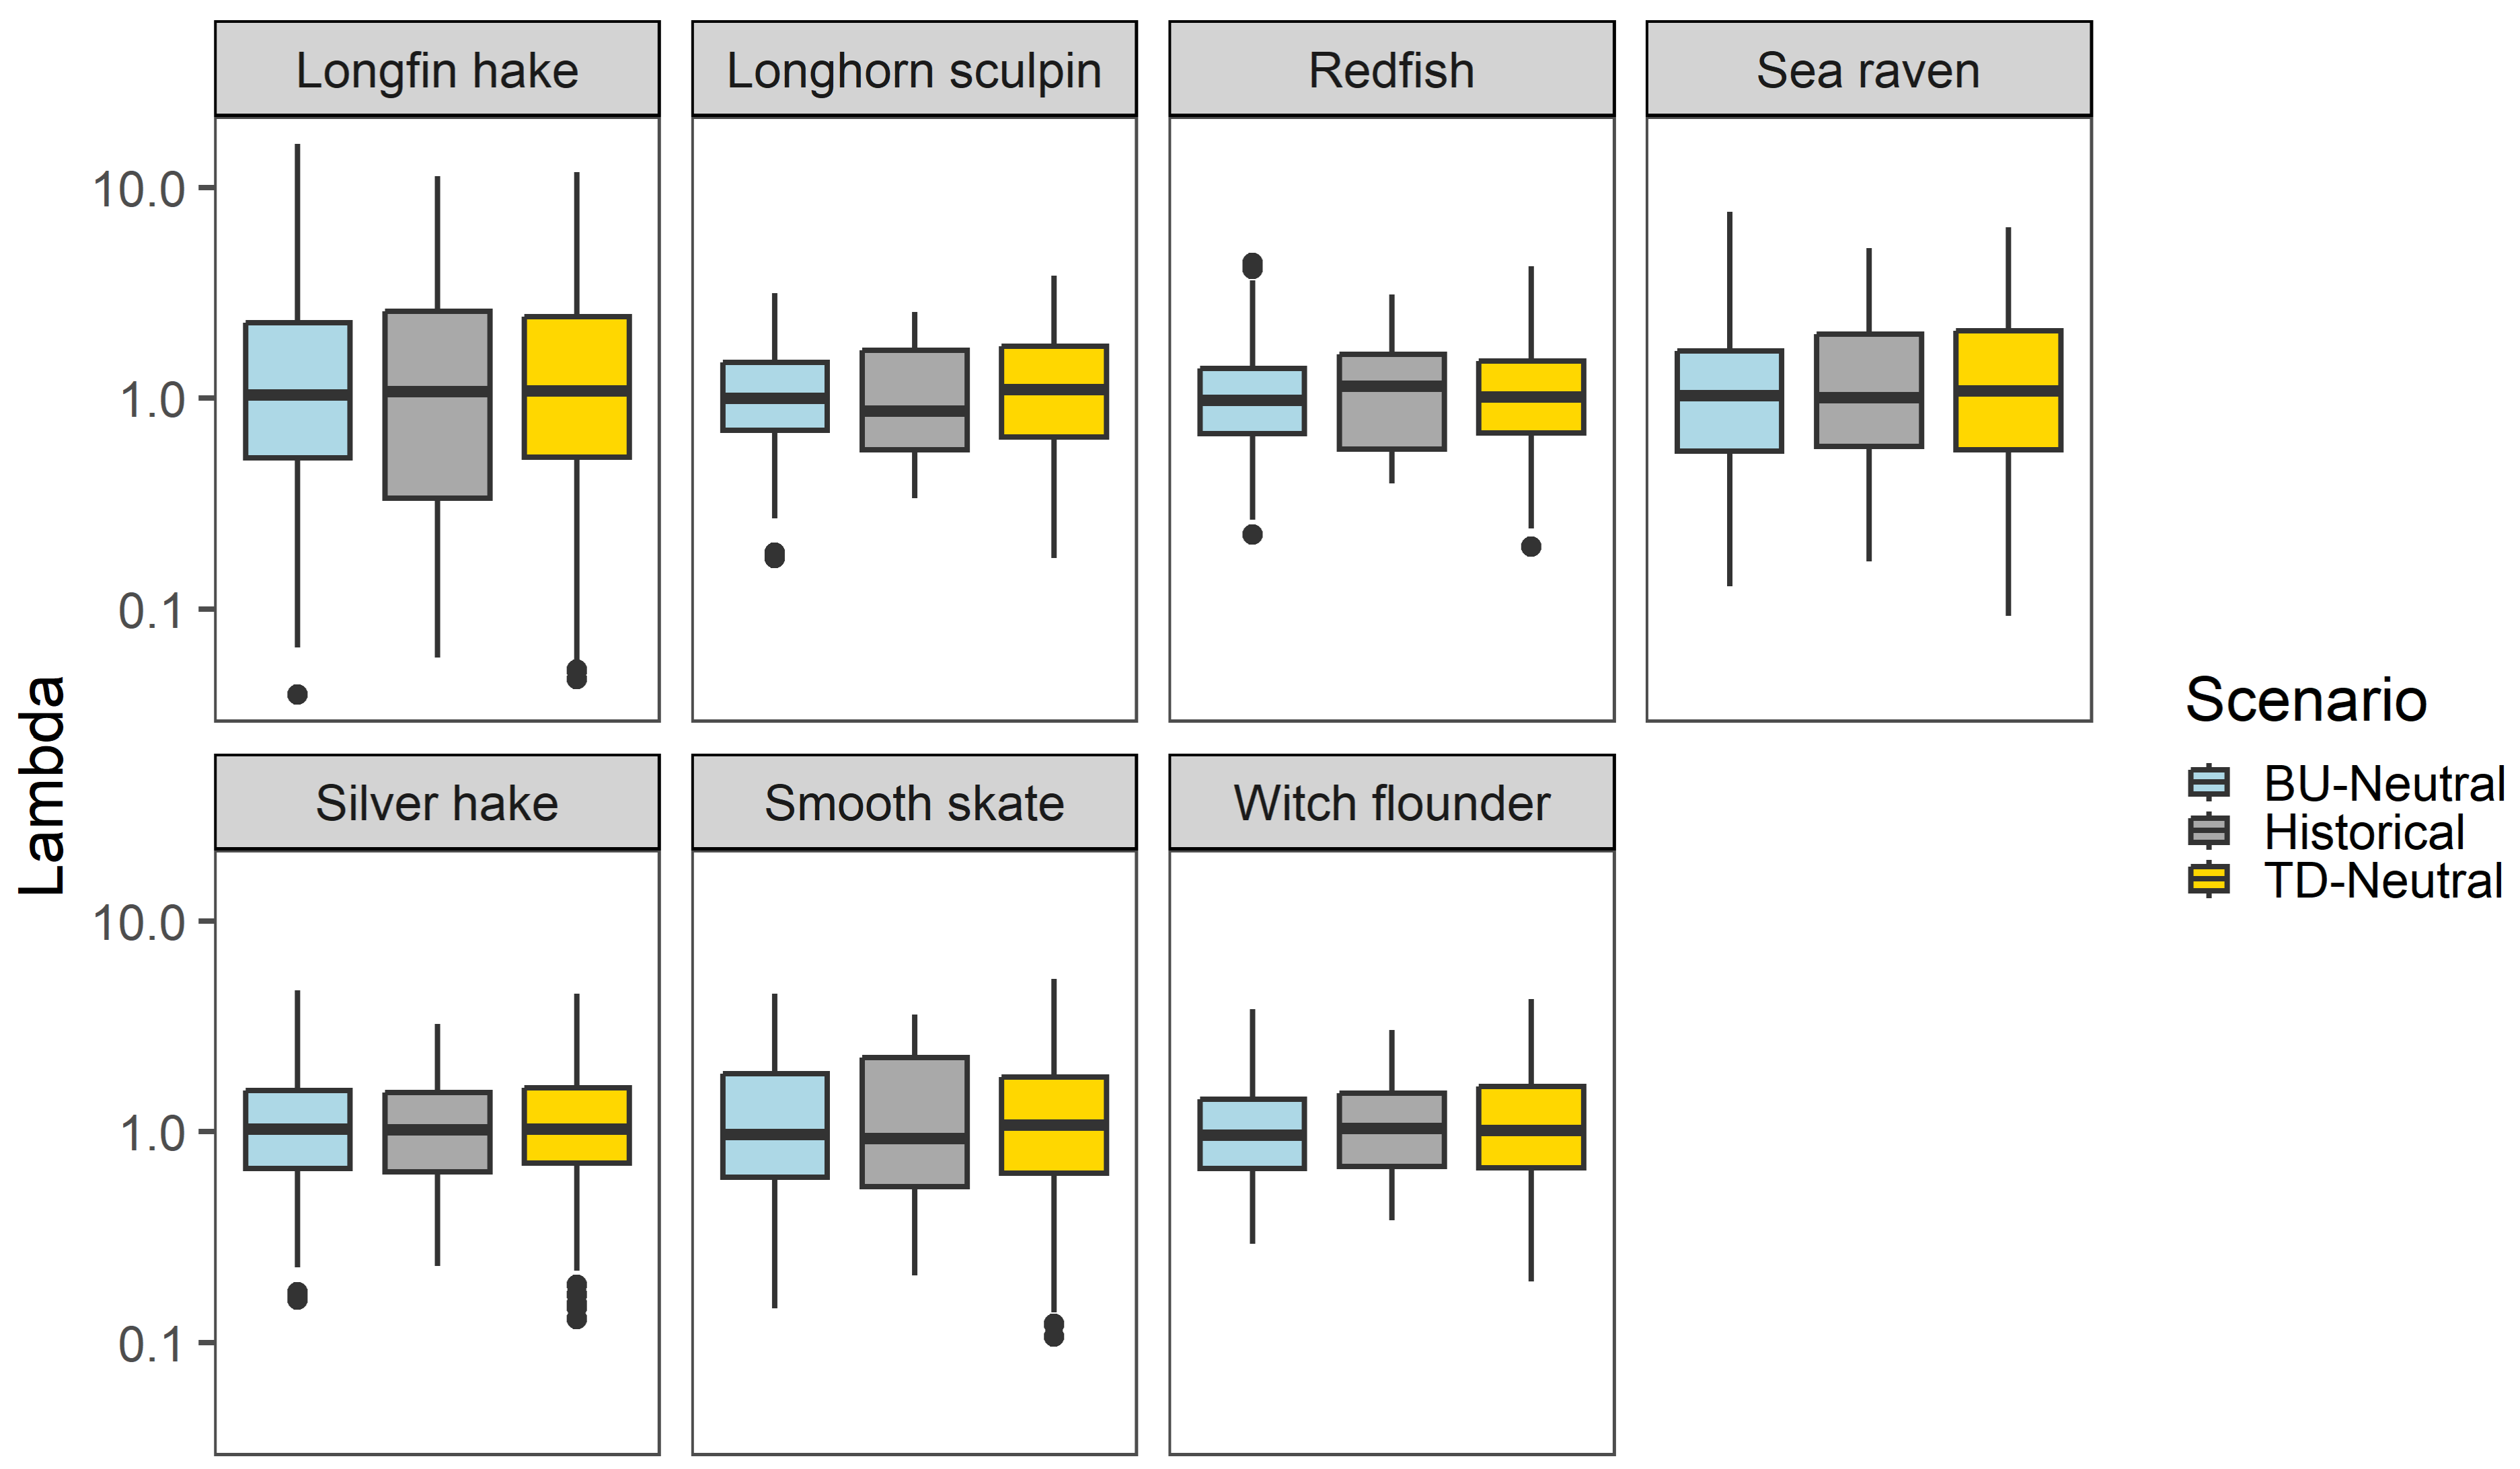 Longfin hake
Longhorn sculpin
Redfish
Sea raven
10.0
1.0
0.1
Silver hake
Smooth skate
Witch flounder
10.0
1.0
0.1
Lambda
Scenario
BU-Neutral
Historical
TD-Neutral